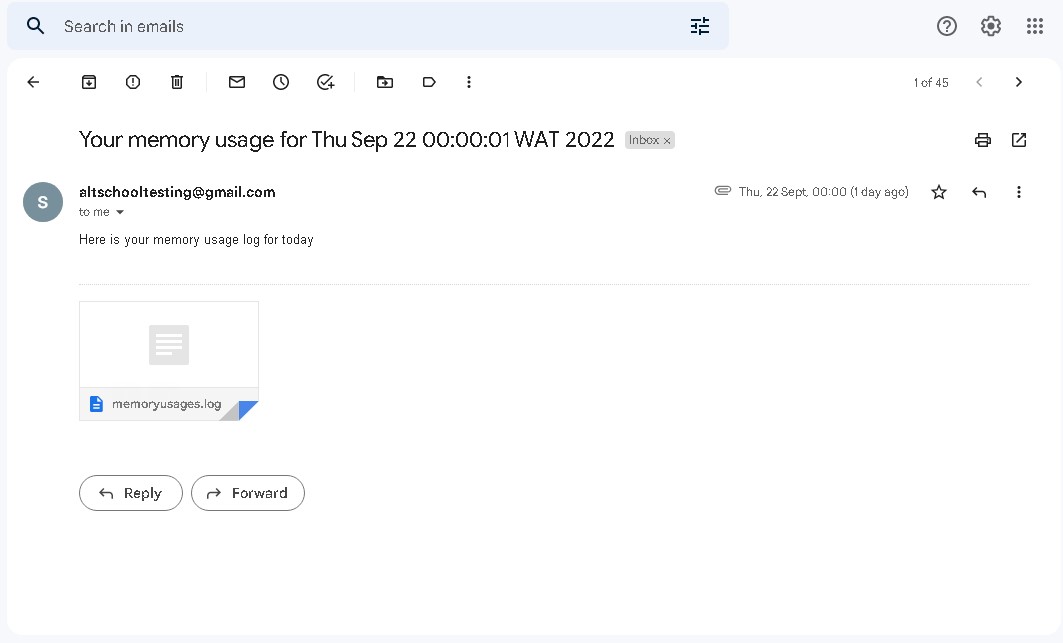 Search in emails
1 of 45
Your memory usage for Thu Sep 22 00:00:01 WAT 2022 Inbox ×
S
altschooltesting@gmail.com
Thu, 22 Sept, 00:00 (1 day ago)
to me
Here is your memory usage log for today
memoryusages.log
Reply
Forward